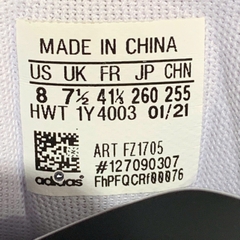 MADE IN CHINA
US UK FR JP CHN
8 7½ 41⅓ 260 255
HWT 1Y4003 01/21
ART FZ1705
#127090307
adidas FhPFQCRf00076